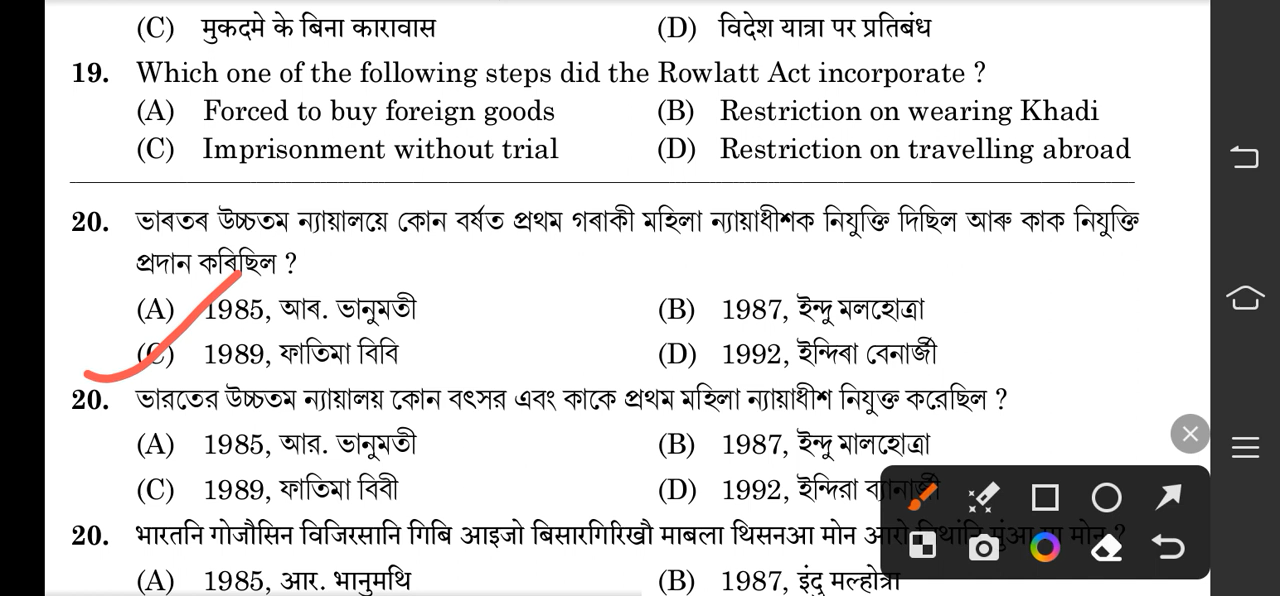 (C) मुकदमे के बिना कारावास (D) विदेश यात्रा पर प्रतिबंध
19. Which one of the following steps did the Rowlatt Act incorporate ?
(A) Forced to buy foreign goods (B) Restriction on wearing Khadi
(C) Imprisonment without trial (D) Restriction on travelling abroad
20. ভাৰতৰ উচ্চতম ন্যায়ালয়ে কোন বৰ্ষত প্ৰথম গৰাকী মহিলা ন্যায়াধীশক নিযুক্তি দিছিল আৰু কাক নিযুক্তি
প্ৰদান কৰিছিল ?
(A) 1985, আৰ. ভানুমতী (B) 1987, ইন্দু মলহোত্ৰা
(C) 1989, ফাতিমা বিবি (D) 1992, ইন্দিৰা বেনাৰ্জী
20. ভারতের উচ্চতম ন্যায়ালয় কোন বৎসর এবং কাকে প্রথম মহিলা ন্যায়াধীশ নিযুক্ত করেছিল ?
(A) 1985, আর. ভানুমতী (B) 1987, ইন্দু মালহোত্রা
(C) 1989, ফাতিমা বিবী (D) 1992, ইন্দিরা ব্যানার্জী
20. भारतनि गोजौसिन विजिरसानि गिबि आइजो बिसारगिरिखौ माबला थिसनआ मोन आरो
(A) 1985, आर. भानुमथि (B) 1987, इंदु मल्होत्रा